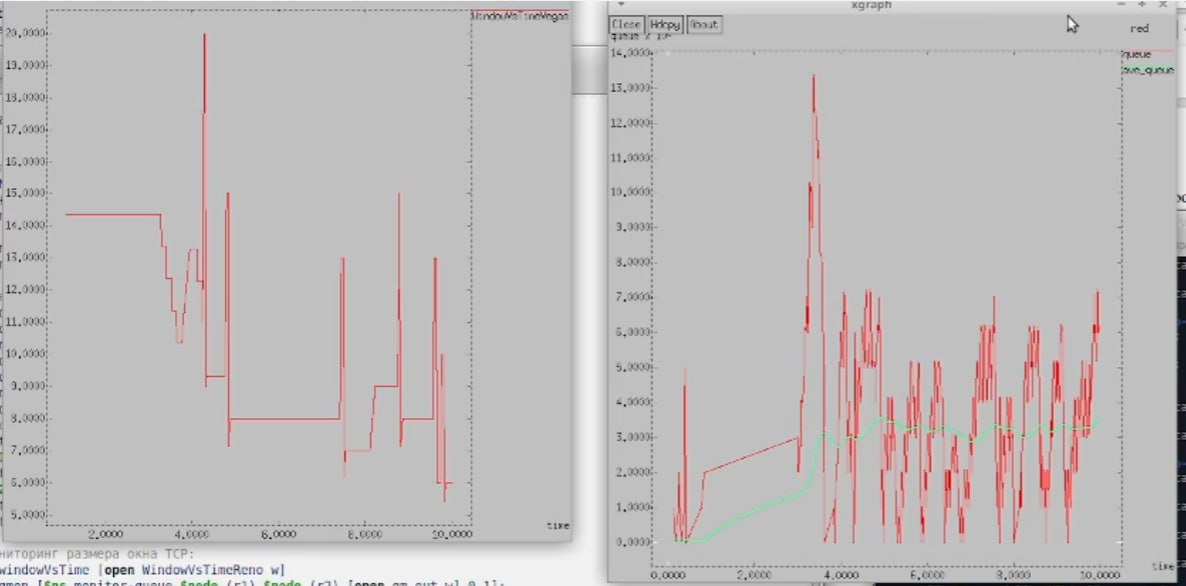 WindowVsTimeVegas
20.0000
19.0000
18.0000
17.0000
16.0000
15.0000
14.0000
13.0000
12.0000
11.0000
10.0000
9.0000
8.0000
7.0000
6.0000
5.0000
2.0000 4.0000 6.0000 8.0000 10.0000
time
xgraph
Close Hdcpy About
red
queue
ave_queue
14.0000
13.0000
12.0000
11.0000
10.0000
9.0000
8.0000
7.0000
6.0000
5.0000
4.0000
3.0000
2.0000
1.0000
0.0000
0.0000 2.0000 4.0000 6.0000 8.0000 10.0000
time
ниторинг размера окна TCP:
windowVsTime [open WindowVsTimeReno w]